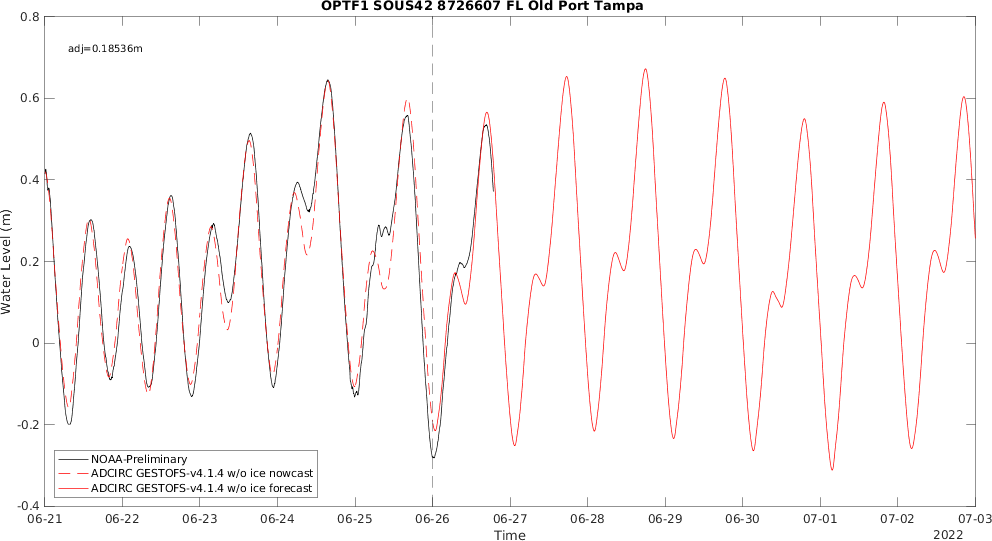 OPTF1 SOUS42 8726607 FL Old Port Tampa
0.8
adj=0.18536m
0.6
0.4
0.2
0
-0.2
-0.4
Water Level (m)
NOAA-Preliminary
ADCIRC GESTOFS-v4.1.4 w/o ice nowcast
ADCIRC GESTOFS-v4.1.4 w/o ice forecast
06-21 06-22 06-23 06-24 06-25 06-26 06-27 06-28 06-29 06-30 07-01 07-02 07-03
Time
2022